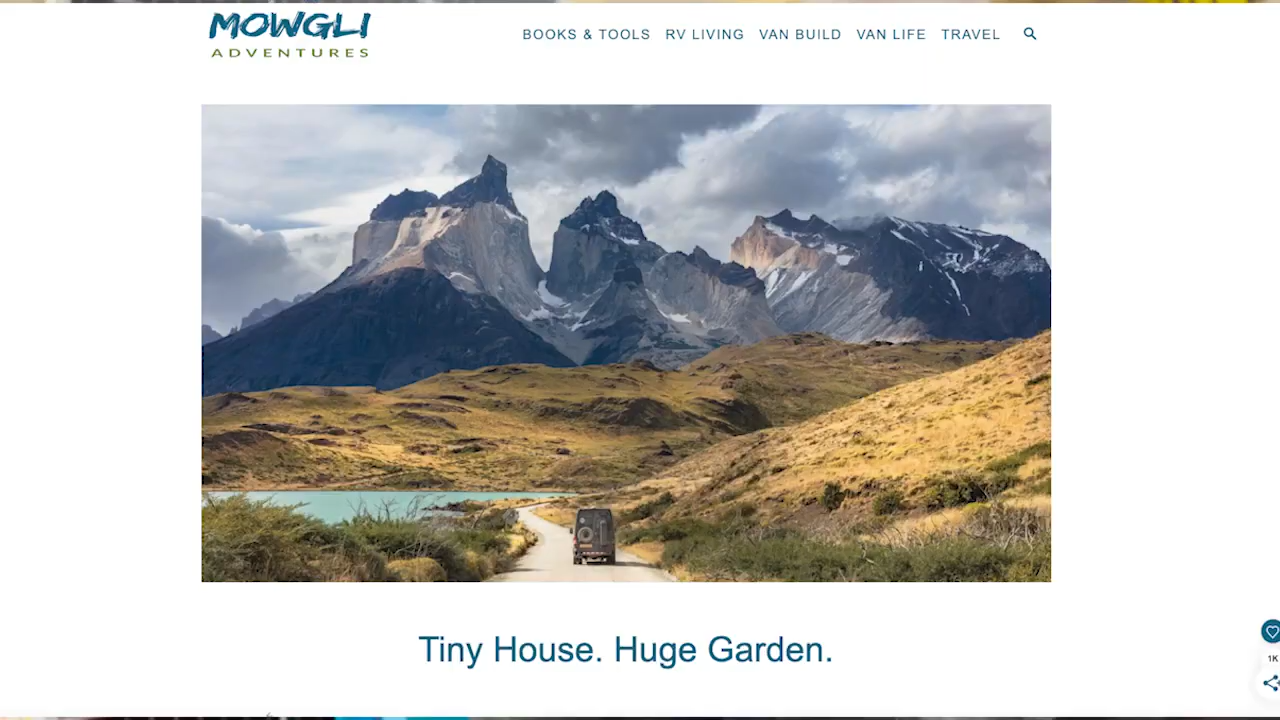 MOWGLI
ADVENTURES
BOOKS & TOOLS RV LIVING VAN BUILD VAN LIFE TRAVEL
Tiny House. Huge Garden.
1K